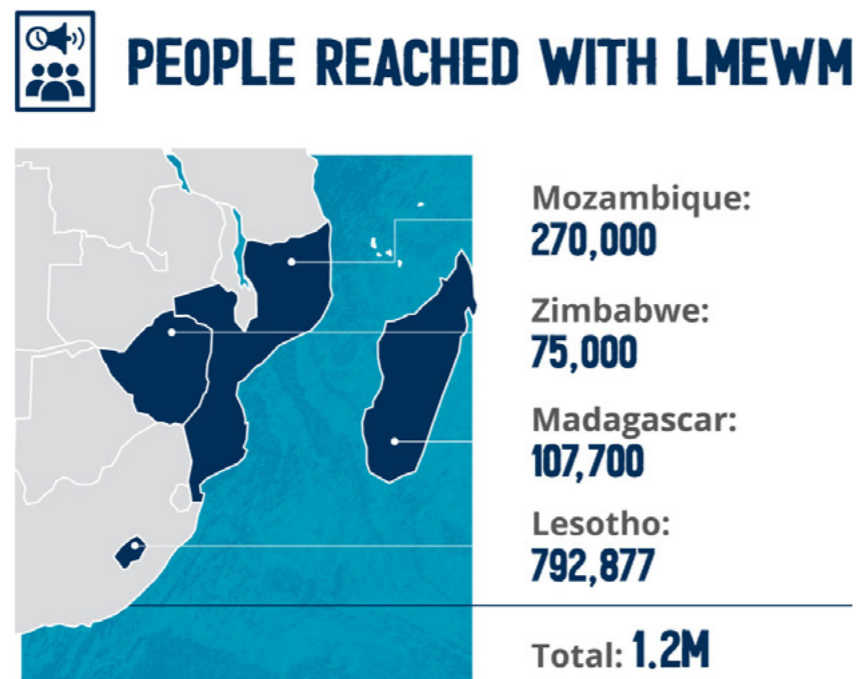 PEOPLE REACHED WITH LMEWM
Mozambique:
270,000
Zimbabwe:
75,000
Madagascar:
107,700
Lesotho:
792,877
Total: 1.2M